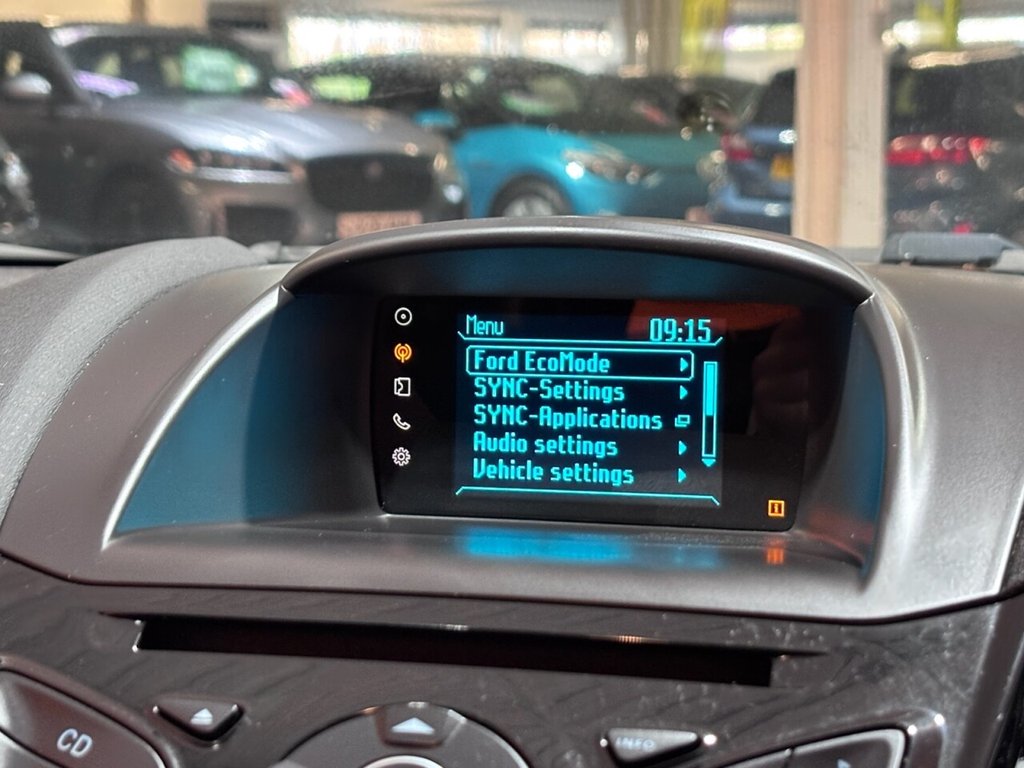 Menu 09:15
Ford EcoMode
SYNC-Settings
SYNC-Applications
Audio settings
Vehicle settings
CD
INFO